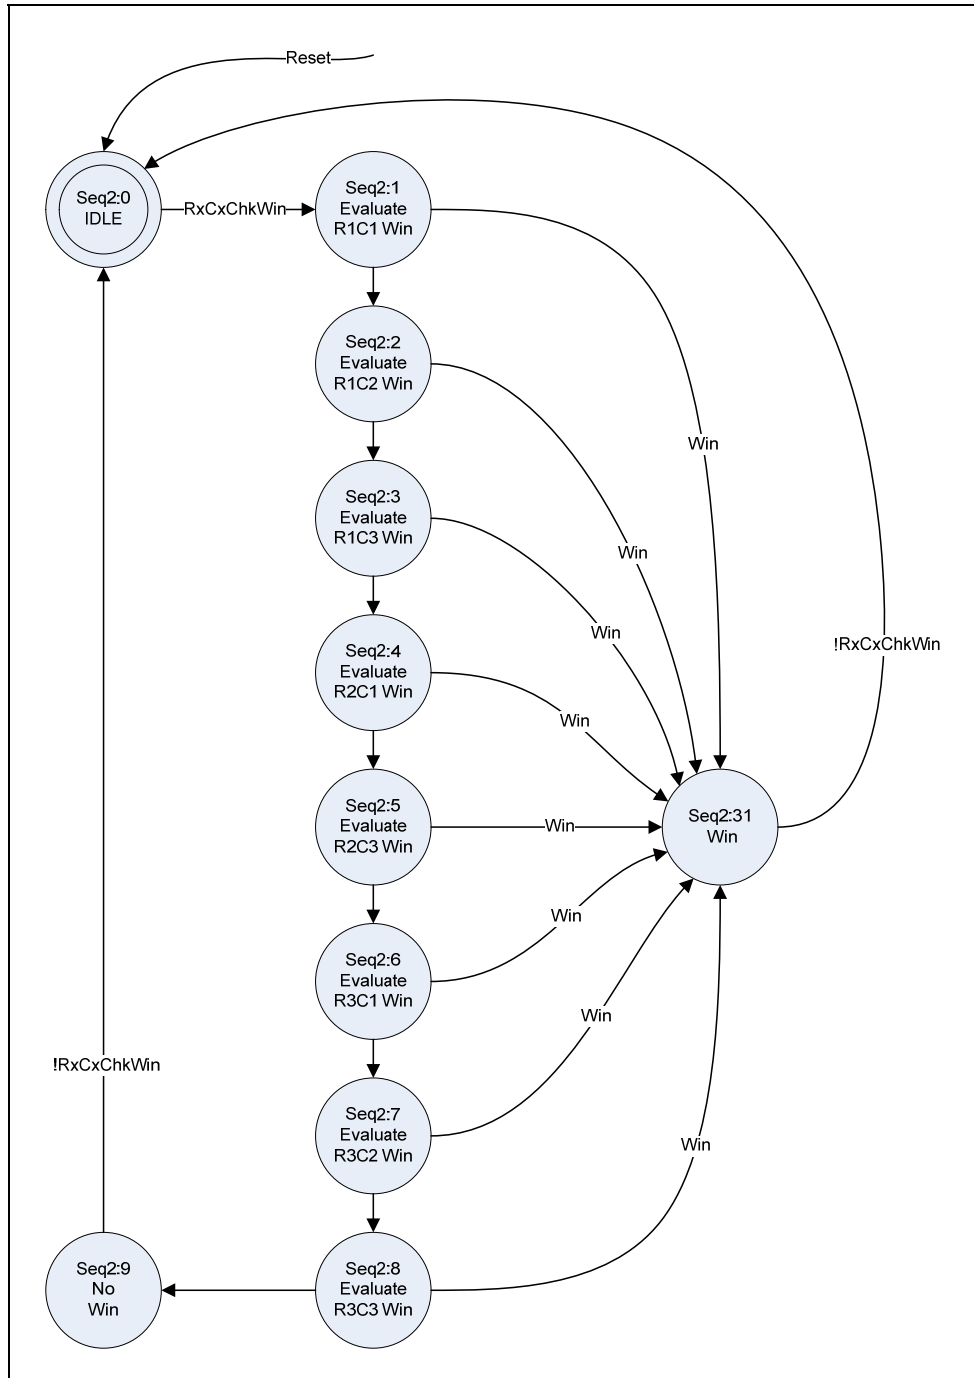 Reset
Seq2:0
IDLE
RxCxChkWin
Seq2:1
Evaluate
R1C1 Win
Seq2:2
Evaluate
R1C2 Win
Win
Seq2:3
Evaluate
R1C3 Win
Win
Seq2:4
Evaluate
R2C1 Win
Win
!RxCxChkWin
Win
Seq2:5
Evaluate
R2C3 Win
Win
Seq2:31
Win
Seq2:6
Evaluate
R3C1 Win
Win
!RxCxChkWin
Seq2:7
Evaluate
R3C2 Win
Win
Win
Seq2:9
No
Win
Seq2:8
Evaluate
R3C3 Win